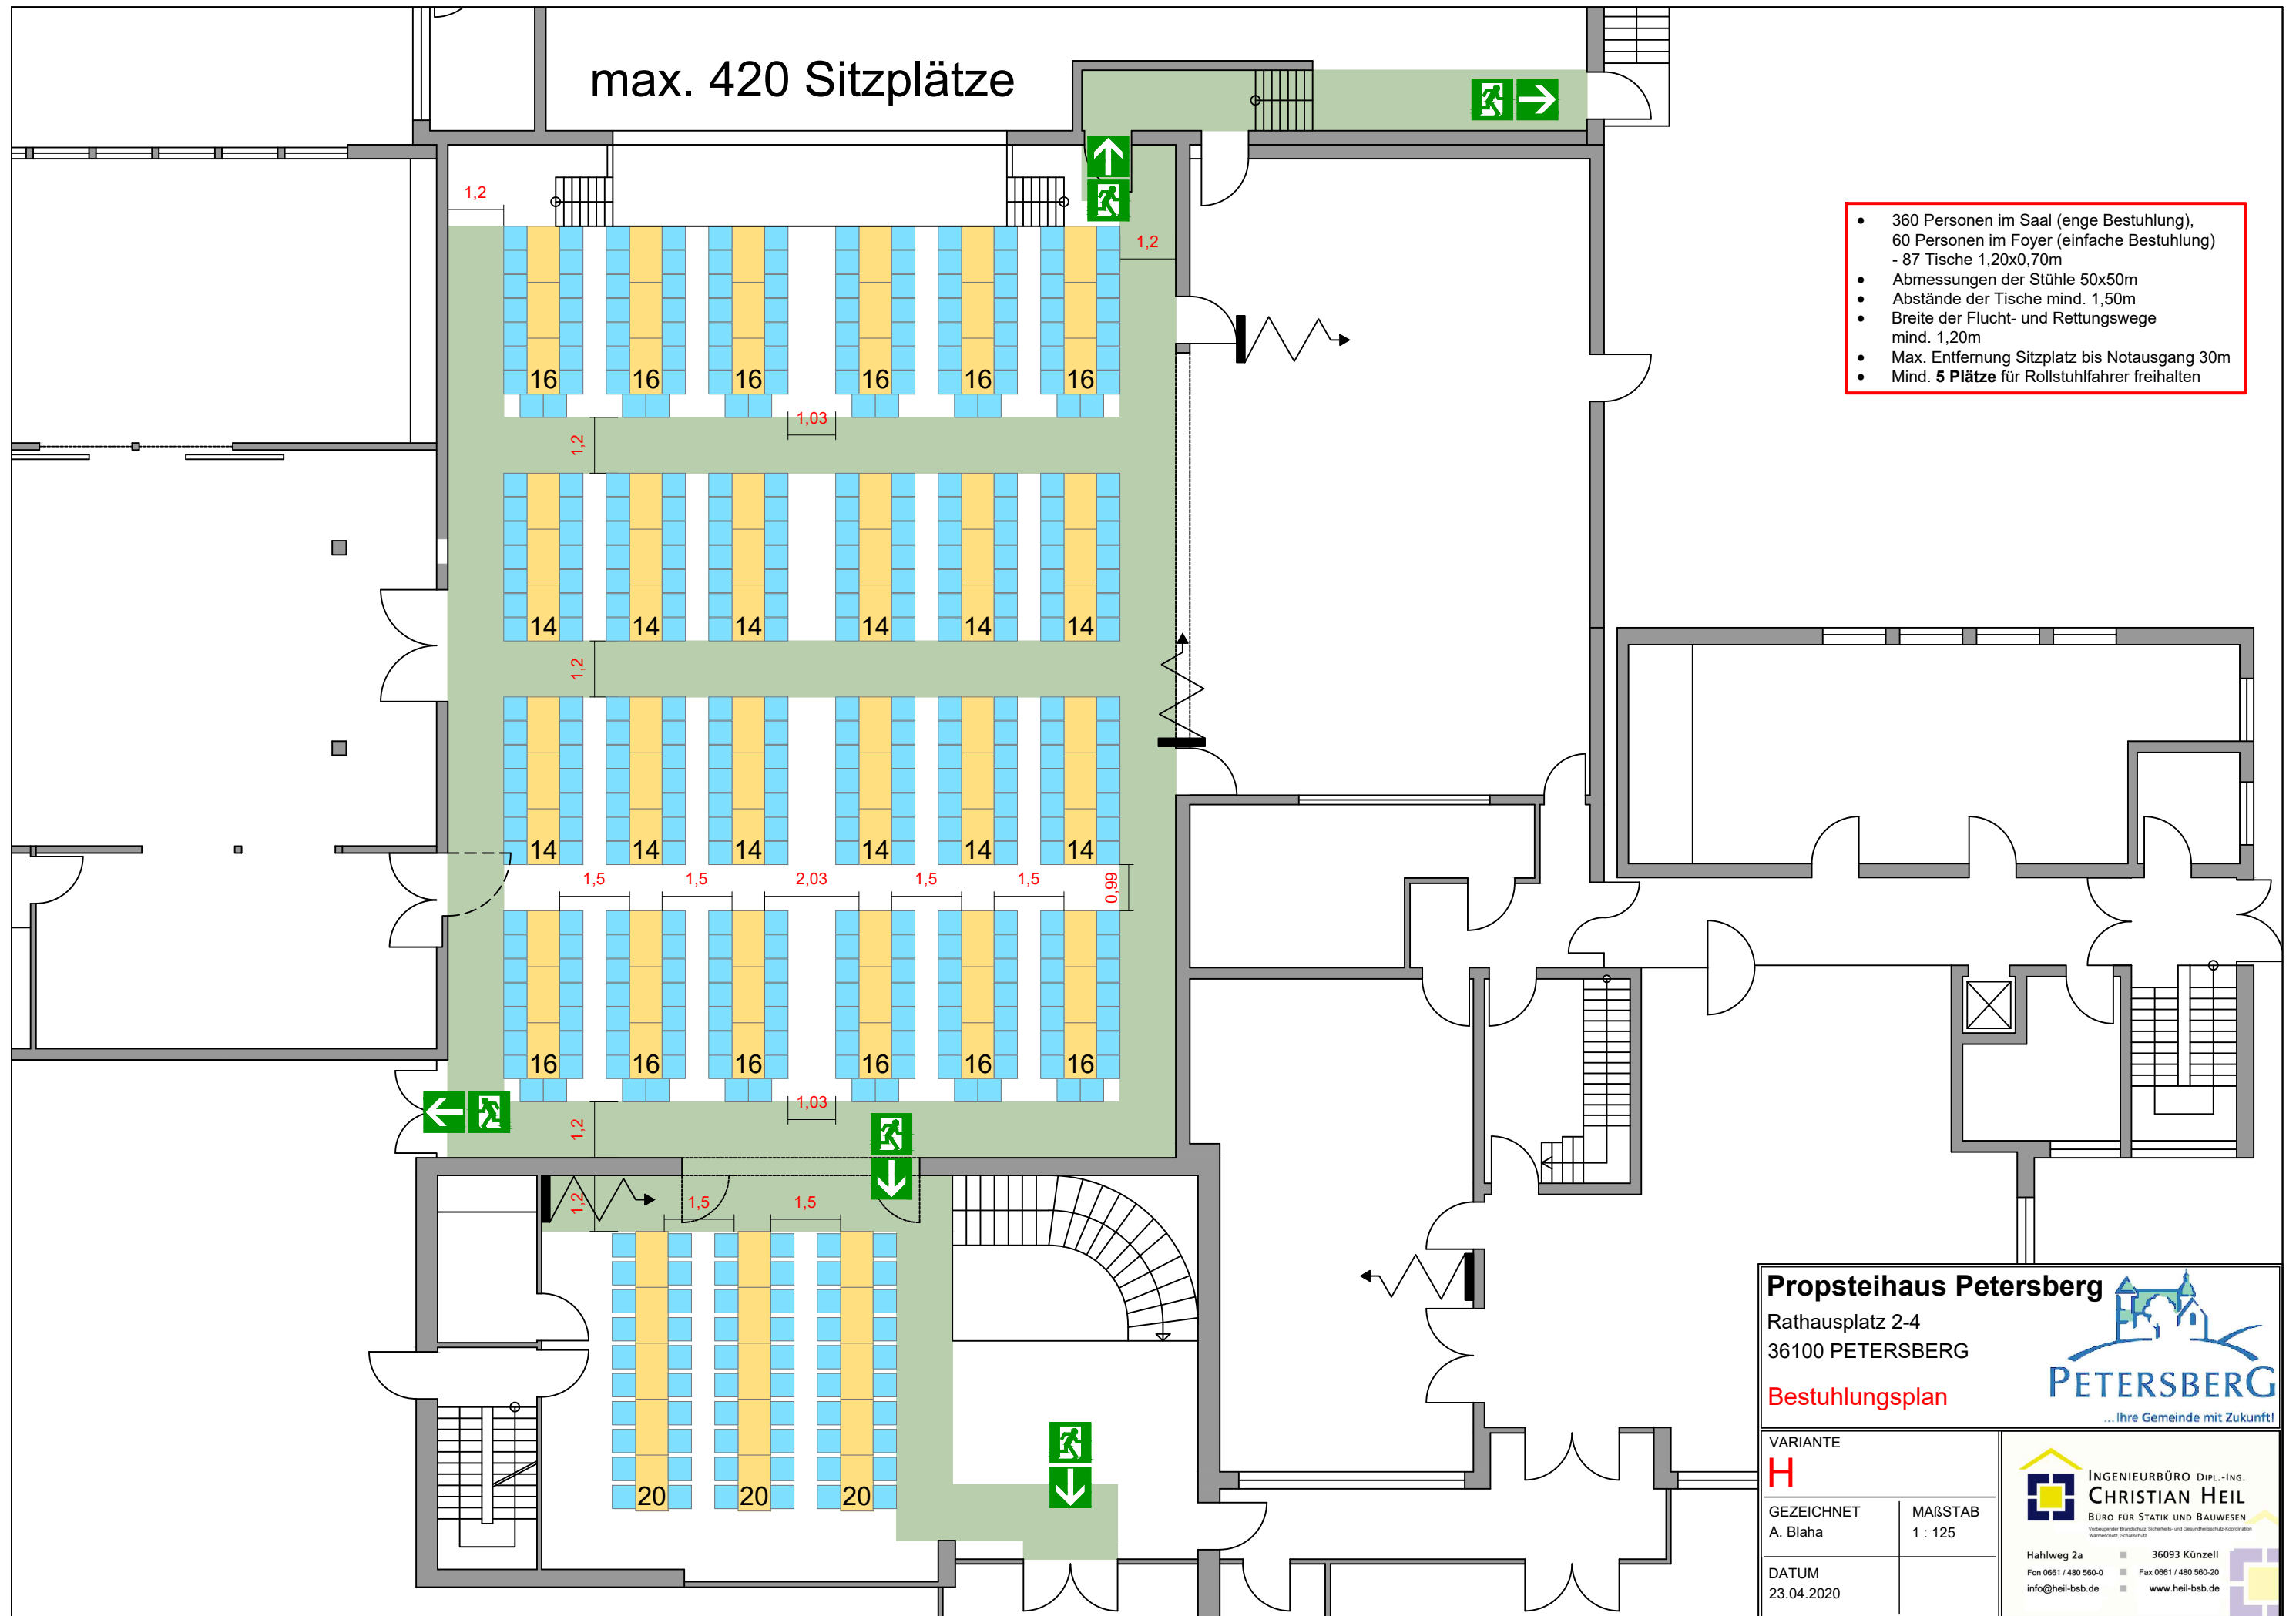 max. 420 Sitzplätze
1,2
1,2
• 360 Personen im Saal (enge Bestuhlung),
60 Personen im Foyer (einfache Bestuhlung)
- 87 Tische 1,20x0,70m
• Abmessungen der Stühle 50x50m
• Abstände der Tische mind. 1,50m
• Breite der Flucht- und Rettungswege
mind. 1,20m
• Max. Entfernung Sitzplatz bis Notausgang 30m
• Mind. 5 Plätze für Rollstuhlfahrer freihalten
16 16 16 16 16 16
1,03
1,2
14 14 14 14 14 14
1,2
14 14 14 14 14 14
1,5 1,5 2,03 1,5 1,5 0,99
16 16 16 16 16 16
1,03
1,2
1,2 1,5 1,5
20 20 20
Propsteihaus Petersberg
Rathausplatz 2-4
36100 PETERSBERG
Bestuhlungsplan
PETERSBERG
...Ihre Gemeinde mit Zukunft!
VARIANTE
H
GEZEICHNET
A. Blaha
MAßSTAB
1 : 125
DATUM
23.04.2020
INGENIEURBÜRO DIPL.-ING.
CHRISTIAN HEIL
BÜRO FÜR STATIK UND BAUWESEN
Vorbeugender Brandschutz, Sicherheits- und Gesundheitsschutz-Koordination
Wärmeschutz, Schallschutz
Hahlweg 2a 36093 Künzell
Fon 0661 / 480 560-0 Fax 0661 / 480 560-20
info@heil-bsb.de www.heil-bsb.de